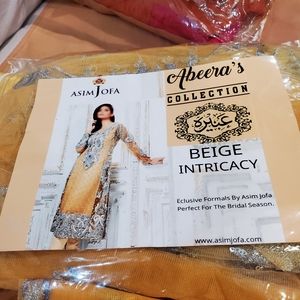 ASIM JOFA
Abeera's
COLLECTION
عبیرہ
BEIGE
INTRICACY
Eclusive Formals By Asim Jofa
Perfect For The Bridal Season.
www.asimjofa.com